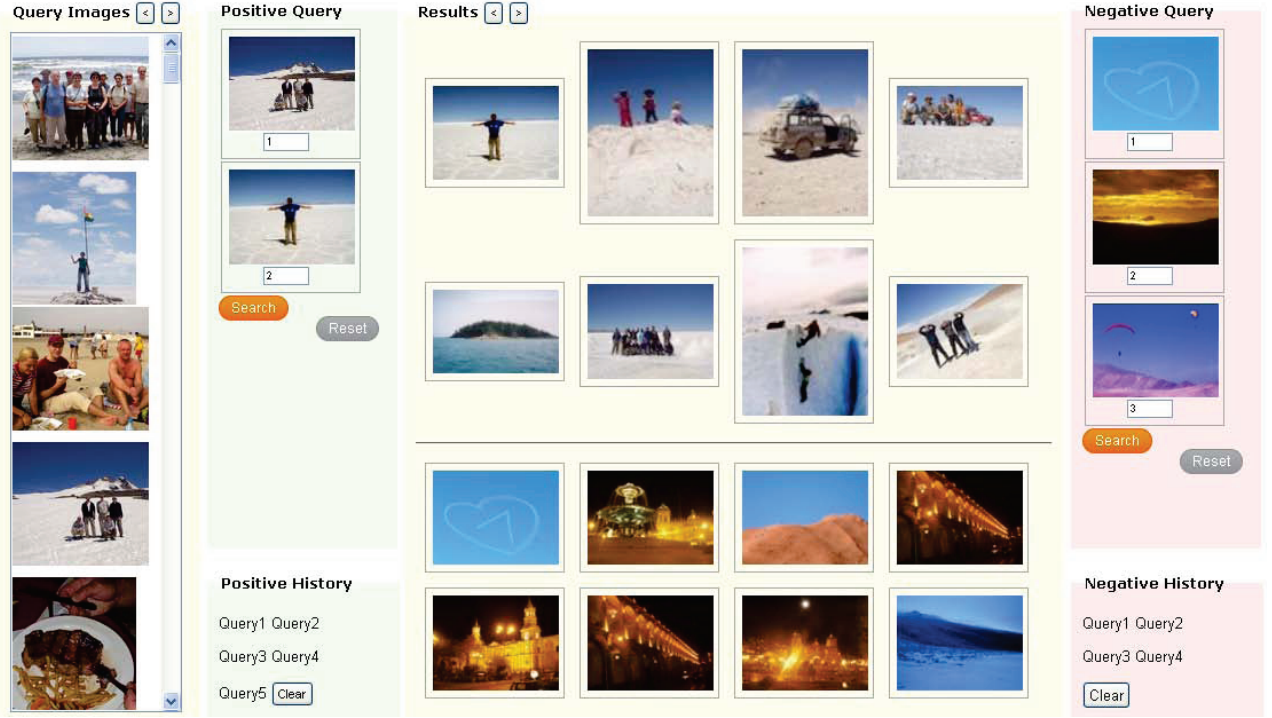 Query Images < >
Positive Query
1
2
Search
Reset
Positive History
Query1 Query2
Query3 Query4
Query5 Clear
Results < >
Negative Query
1
2
3
Search
Reset
Negative History
Query1 Query2
Query3 Query4
Clear